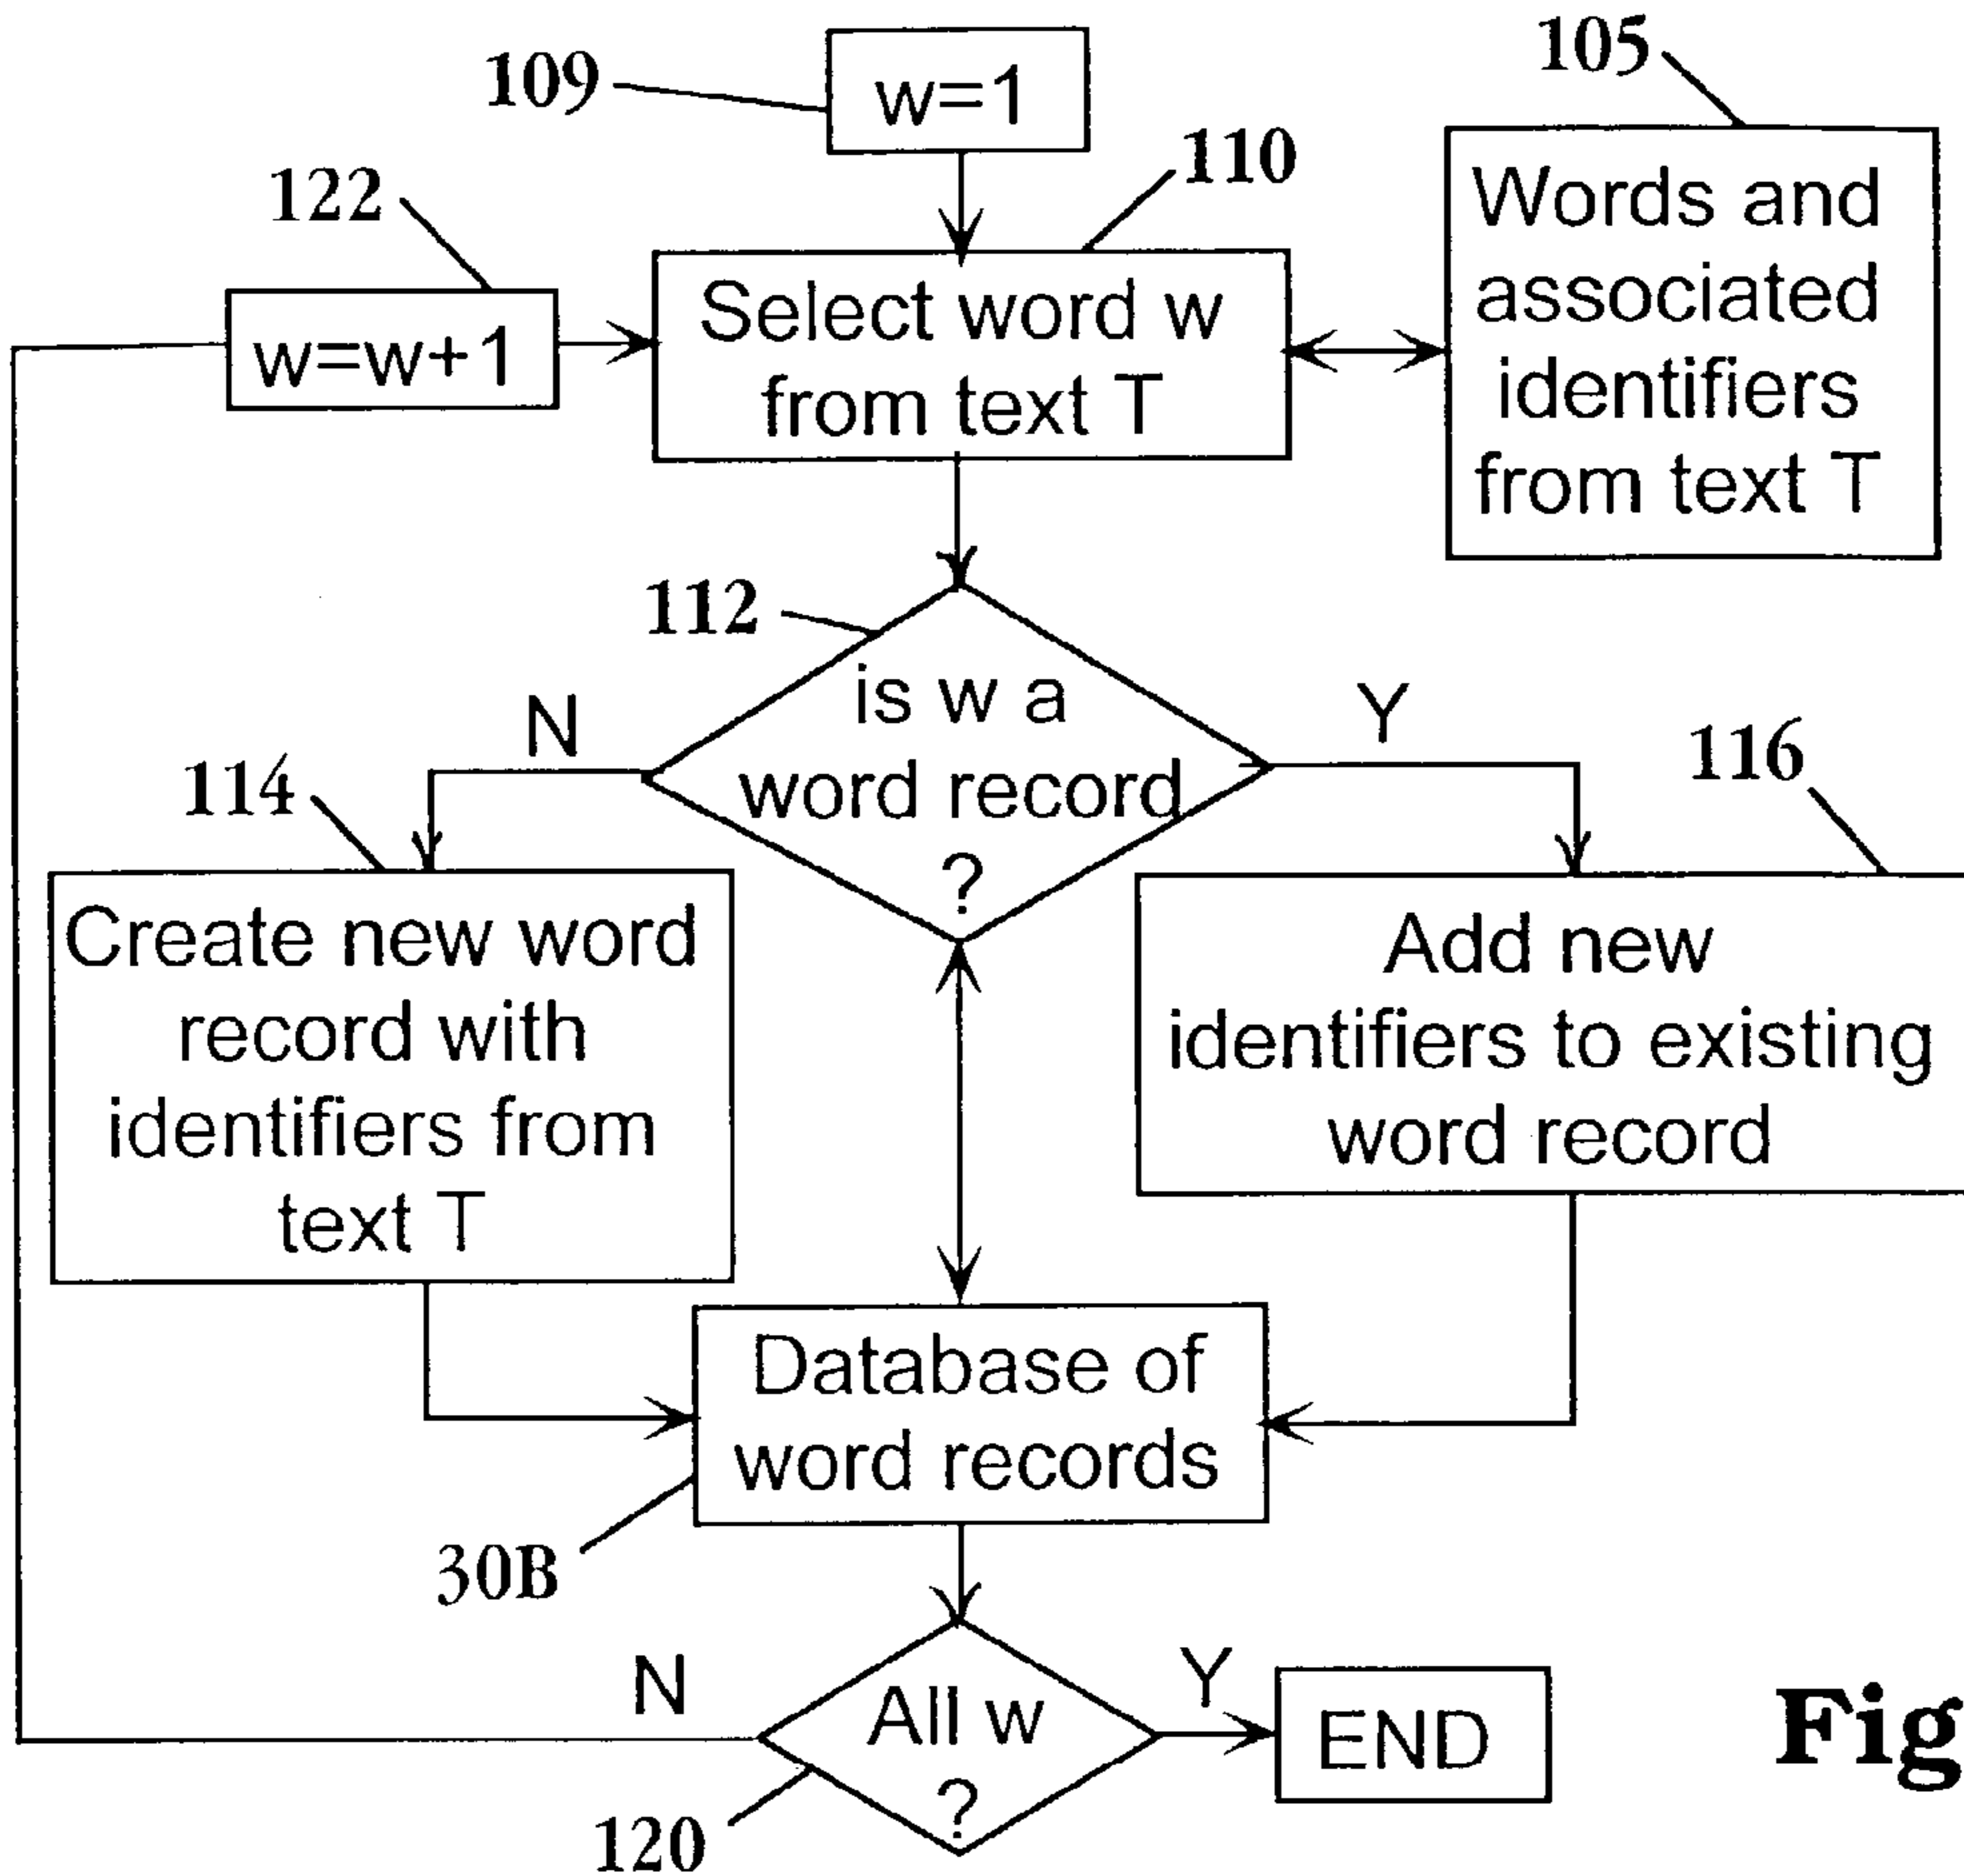 109
w=1
105
110
122
Words and
associated
identifiers
from text T
Select word w
from text T
w=w+1
112
is w a
word record
?
N
Y
114
116
Create new word
record with
identifiers from
text T
Add new
identifiers to existing
word record
Database of
word records
30B
N
All w
?
Y
END
120
Fig